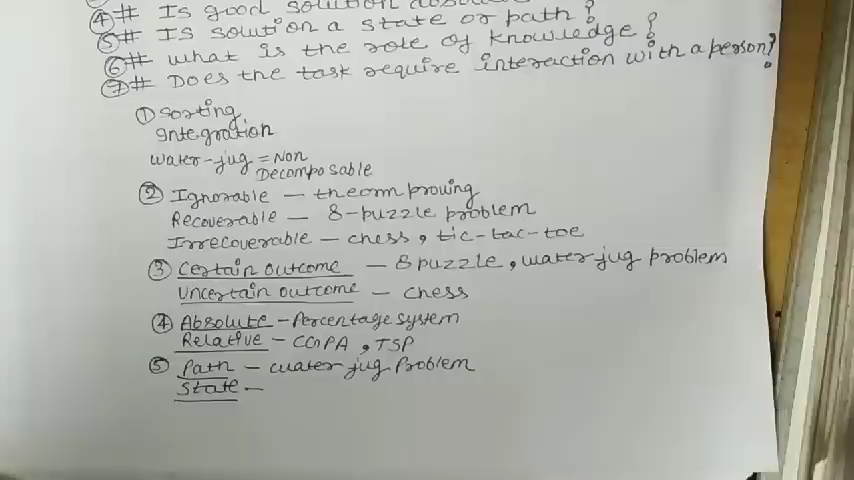 ④# Is good solution
⑤# Is solution a state or path?
⑥# what is the role of knowledge?
⑦# Does the task require interaction with a person?
① Sorting
Integration
water-jug = Non
Decomposable
② Ignorable - theorm proving
Recoverable - 8-puzzle problem
Irrecoverable - chess, tic-tac-toe
③ Certain outcome - 8 puzzle, water jug problem
Uncertain outcome - chess
④ Absolute - Percentage system
Relative - CGPA, TSP
⑤ Path - water jug Problem
State -